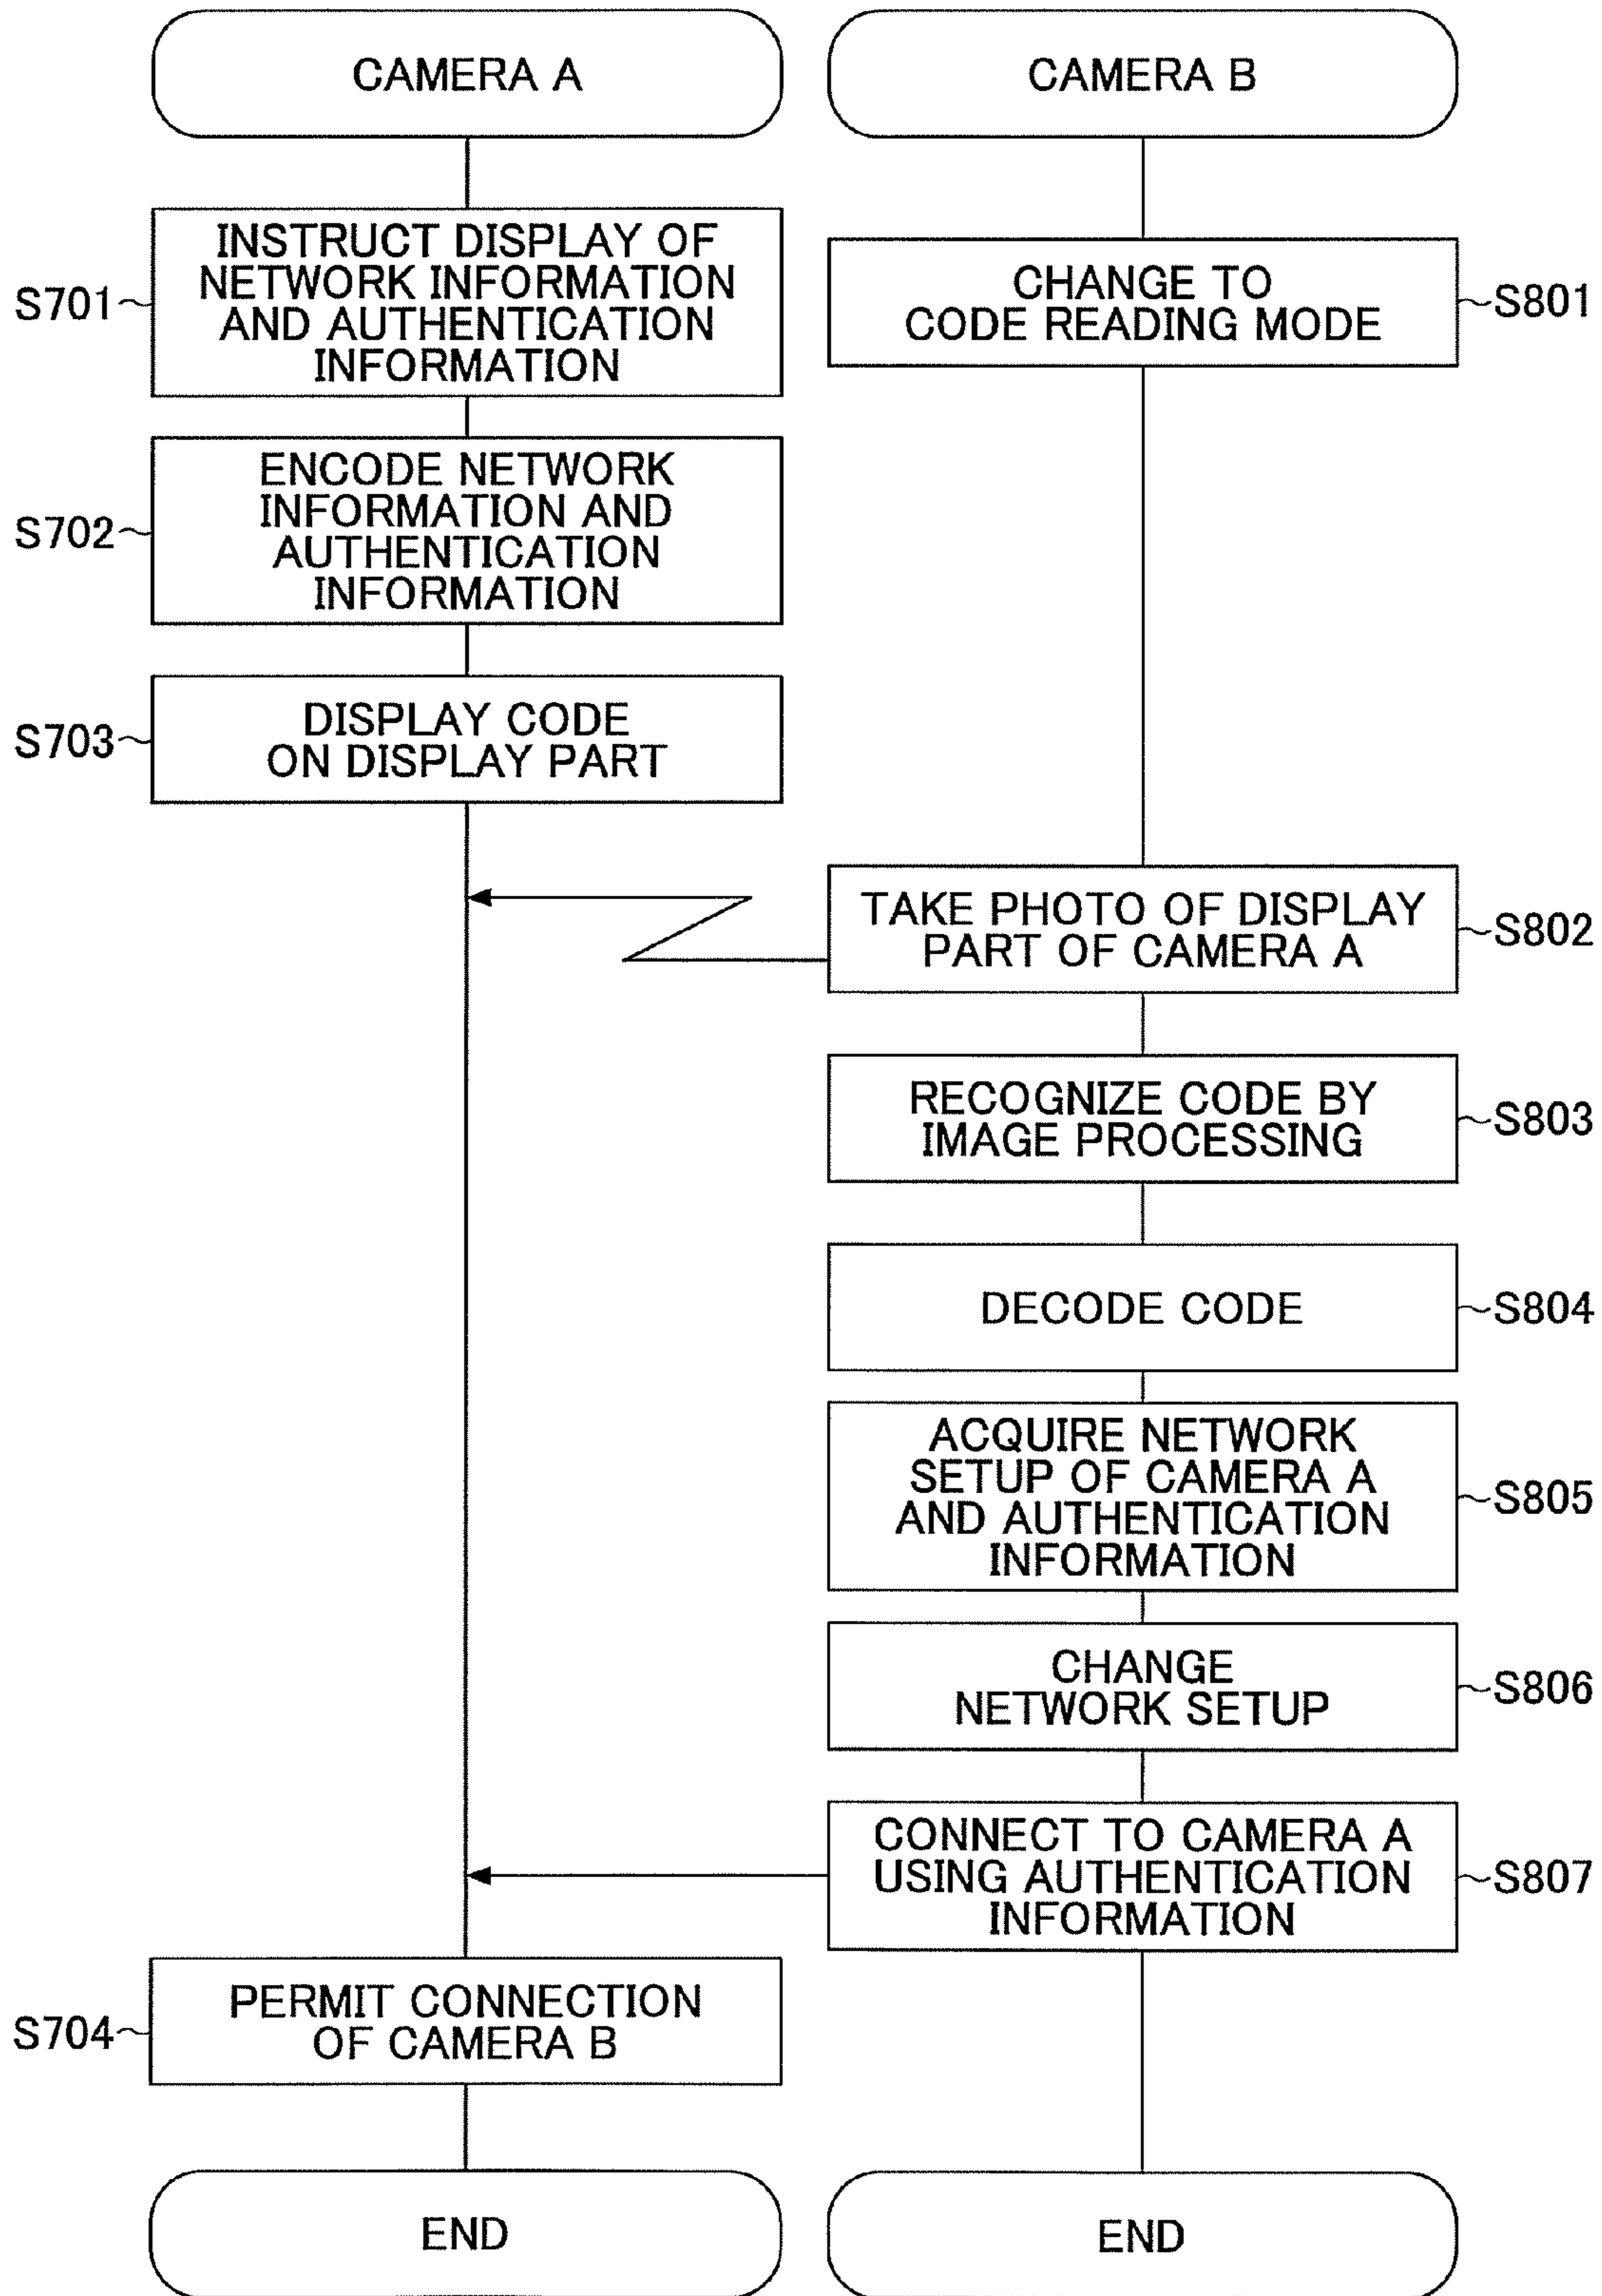 CAMERA A
CAMERA B
S701
INSTRUCT DISPLAY OF
NETWORK INFORMATION
AND AUTHENTICATION
INFORMATION
CHANGE TO
CODE READING MODE
S801
S702
ENCODE NETWORK
INFORMATION AND
AUTHENTICATION
INFORMATION
S703
DISPLAY CODE
ON DISPLAY PART
TAKE PHOTO OF DISPLAY
PART OF CAMERA A
S802
RECOGNIZE CODE BY
IMAGE PROCESSING
S803
DECODE CODE
S804
ACQUIRE NETWORK
SETUP OF CAMERA A
AND AUTHENTICATION
INFORMATION
S805
CHANGE
NETWORK SETUP
S806
CONNECT TO CAMERA A
USING AUTHENTICATION
INFORMATION
S807
S704
PERMIT CONNECTION
OF CAMERA B
END
END